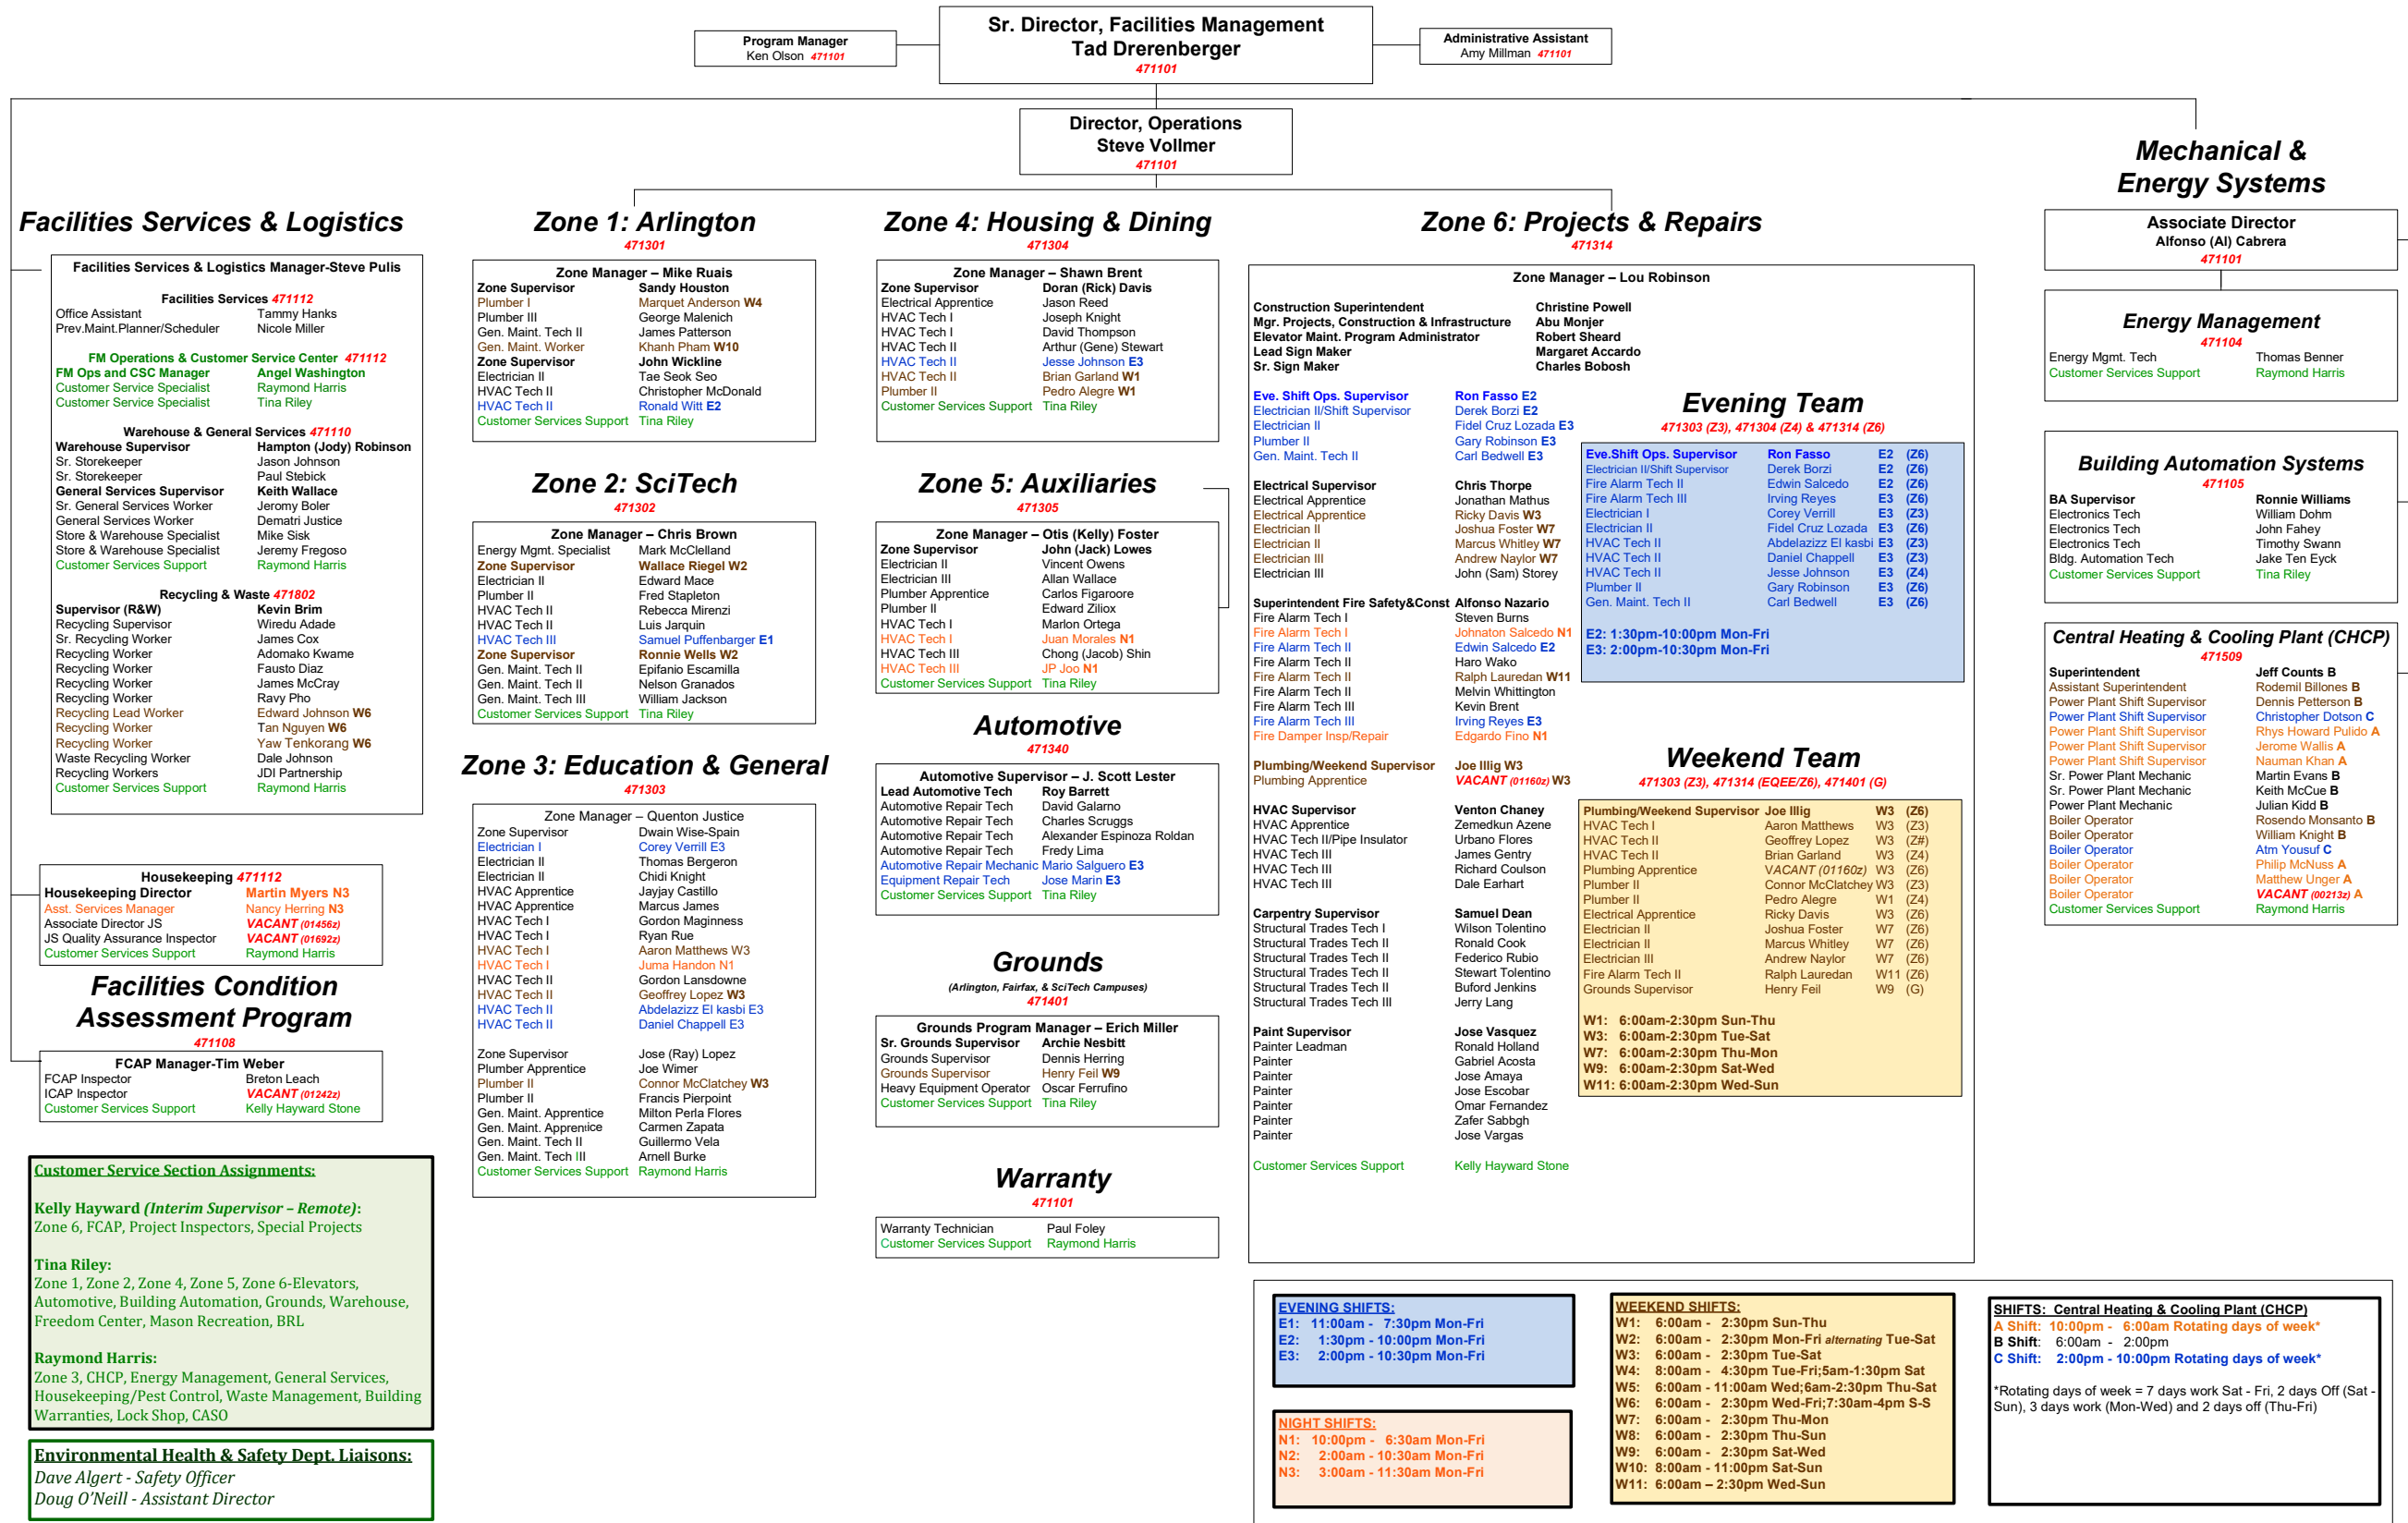 Sr. Director, Facilities Management
Tad Drerenberger
471101
Program Manager
Ken Olson 471101
Administrative Assistant
Amy Millman 471101
Director, Operations
Steve Vollmer
471101
Facilities Services & Logistics
Facilities Services & Logistics Manager-Steve Pulis
Facilities Services 471112
Office Assistant Tammy Hanks
Prev.Maint.Planner/Scheduler Nicole Miller
FM Operations & Customer Service Center 471112
FM Ops and CSC Manager Angel Washington
Customer Service Specialist Raymond Harris
Customer Service Specialist Tina Riley
Warehouse & General Services 471110
Warehouse Supervisor Hampton (Jody) Robinson
Sr. Storekeeper Jason Johnson
Sr. Storekeeper Paul Stebick
General Services Supervisor Keith Wallace
Sr. General Services Worker Jeromy Boler
General Services Worker Dematri Justice
Store & Warehouse Specialist Mike Sisk
Store & Warehouse Specialist Jeremy Fregoso
Customer Services Support Raymond Harris
Recycling & Waste 471802
Supervisor (R&W) Kevin Brim
Recycling Supervisor Wiredu Adade
Sr. Recycling Worker James Cox
Recycling Worker Adomako Kwame
Recycling Worker Fausto Diaz
Recycling Worker James McCray
Recycling Worker Ravy Pho
Recycling Lead Worker Edward Johnson W6
Recycling Worker Tan Nguyen W6
Recycling Worker Yaw Tenkorang W6
Waste Recycling Worker Dale Johnson
Recycling Workers JDI Partnership
Customer Services Support Raymond Harris
Housekeeping 471112
Housekeeping Director Martin Myers N3
Asst. Services Manager Nancy Herring N3
Associate Director JS VACANT (01456z)
JS Quality Assurance Inspector VACANT (01692z)
Customer Services Support Raymond Harris
Facilities Condition
Assessment Program
471108
FCAP Manager-Tim Weber
FCAP Inspector Breton Leach
ICAP Inspector VACANT (01242z)
Customer Services Support Kelly Hayward Stone
Customer Service Section Assignments:
Kelly Hayward (Interim Supervisor – Remote):
Zone 6, FCAP, Project Inspectors, Special Projects
Tina Riley:
Zone 1, Zone 2, Zone 4, Zone 5, Zone 6-Elevators,
Automotive, Building Automation, Grounds, Warehouse,
Freedom Center, Mason Recreation, BRL
Raymond Harris:
Zone 3, CHCP, Energy Management, General Services,
Housekeeping/Pest Control, Waste Management, Building
Warranties, Lock Shop, CASO
Environmental Health & Safety Dept. Liaisons:
Dave Algert - Safety Officer
Doug O'Neill - Assistant Director
Zone 1: Arlington
471301
Zone Manager – Mike Ruais
Zone Supervisor Sandy Houston
Plumber I Marquet Anderson W4
Plumber III George Malenich
Gen. Maint. Tech II James Patterson
Gen. Maint. Worker Khanh Pham W10
Zone Supervisor John Wickline
Electrician II Tae Seok Seo
HVAC Tech II Christopher McDonald
HVAC Tech II Ronald Witt E2
Customer Services Support Tina Riley
Zone 2: SciTech
471302
Zone Manager – Chris Brown
Energy Mgmt. Specialist Mark McClelland
Zone Supervisor Wallace Riegel W2
Electrician II Edward Mace
Plumber II Fred Stapleton
HVAC Tech II Rebecca Mirenzi
HVAC Tech II Luis Jarquin
HVAC Tech III Samuel Puffenbarger E1
Zone Supervisor Ronnie Wells W2
Gen. Maint. Tech II Epifanio Escamilla
Gen. Maint. Tech II Nelson Granados
Gen. Maint. Tech III William Jackson
Customer Services Support Tina Riley
Zone 3: Education & General
471303
Zone Manager – Quenton Justice
Zone Supervisor Dwain Wise-Spain
Electrician I Corey Verrill E3
Electrician II Thomas Bergeron
Electrician II Chidi Knight
HVAC Apprentice Jayjay Castillo
HVAC Apprentice Marcus James
HVAC Tech I Gordon Maginness
HVAC Tech I Ryan Rue
HVAC Tech I Aaron Matthews W3
HVAC Tech I Juma Handon N1
HVAC Tech II Gordon Lansdowne
HVAC Tech II Geoffrey Lopez W3
HVAC Tech II Abdelazizz El kasbi E3
HVAC Tech II Daniel Chappell E3
Zone Supervisor Jose (Ray) Lopez
Plumber Apprentice Joe Wimer
Plumber II Connor McClatchey W3
Plumber II Francis Pierpoint
Gen. Maint. Apprentice Milton Perla Flores
Gen. Maint. Apprentice Carmen Zapata
Gen. Maint. Tech II Guillermo Vela
Gen. Maint. Tech III Arnell Burke
Customer Services Support Raymond Harris
Zone 4: Housing & Dining
471304
Zone Manager – Shawn Brent
Zone Supervisor Doran (Rick) Davis
Electrical Apprentice Jason Reed
HVAC Tech I Joseph Knight
HVAC Tech I David Thompson
HVAC Tech II Arthur (Gene) Stewart
HVAC Tech II Jesse Johnson E3
HVAC Tech II Brian Garland W1
Plumber II Pedro Alegre W1
Customer Services Support Tina Riley
Zone 5: Auxiliaries
471305
Zone Manager – Otis (Kelly) Foster
Zone Supervisor John (Jack) Lowes
Electrician II Vincent Owens
Electrician III Allan Wallace
Plumber Apprentice Carlos Figaroore
Plumber II Edward Ziliox
HVAC Tech I Marlon Ortega
HVAC Tech I Juan Morales N1
HVAC Tech III Chong (Jacob) Shin
HVAC Tech III JP Joo N1
Customer Services Support Tina Riley
Automotive
471340
Automotive Supervisor – J. Scott Lester
Lead Automotive Tech Roy Barrett
Automotive Repair Tech David Galarno
Automotive Repair Tech Charles Scruggs
Automotive Repair Tech Alexander Espinoza Roldan
Automotive Repair Tech Fredy Lima
Automotive Repair Mechanic Mario Salguero E3
Equipment Repair Tech Jose Marin E3
Customer Services Support Tina Riley
Grounds
(Arlington, Fairfax, & SciTech Campuses)
471401
Grounds Program Manager – Erich Miller
Sr. Grounds Supervisor Archie Nesbitt
Grounds Supervisor Dennis Herring
Grounds Supervisor Henry Feil W9
Heavy Equipment Operator Oscar Ferrufino
Customer Services Support Tina Riley
Warranty
471101
Warranty Technician Paul Foley
Customer Services Support Raymond Harris
Zone 6: Projects & Repairs
471314
Zone Manager – Lou Robinson
Construction Superintendent Christine Powell
Mgr. Projects, Construction & Infrastructure Abu Monjer
Elevator Maint. Program Administrator Robert Sheard
Lead Sign Maker Margaret Accardo
Sr. Sign Maker Charles Bobosh
Eve. Shift Ops. Supervisor Ron Fasso E2
Electrician II/Shift Supervisor Derek Borzi E2
Electrician II Fidel Cruz Lozada E3
Plumber II Gary Robinson E3
Gen. Maint. Tech II Carl Bedwell E3
Electrical Supervisor Chris Thorpe
Electrical Apprentice Jonathan Mathus
Electrical Apprentice Ricky Davis W3
Electrician II Joshua Foster W7
Electrician II Marcus Whitley W7
Electrician III Andrew Naylor W7
Electrician III John (Sam) Storey
Superintendent Fire Safety&Const Alfonso Nazario
Fire Alarm Tech I Steven Burns
Fire Alarm Tech I Johnaton Salcedo N1
Fire Alarm Tech II Edwin Salcedo E2
Fire Alarm Tech II Haro Wako
Fire Alarm Tech II Ralph Lauredan W11
Fire Alarm Tech II Melvin Whittington
Fire Alarm Tech III Kevin Brent
Fire Alarm Tech III Irving Reyes E3
Fire Damper Insp/Repair Edgardo Fino N1
Plumbing/Weekend Supervisor Joe Illig W3
Plumbing Apprentice VACANT (01160z) W3
HVAC Supervisor Venton Chaney
HVAC Apprentice Zemedkun Azene
HVAC Tech II/Pipe Insulator Urbano Flores
HVAC Tech III James Gentry
HVAC Tech III Richard Coulson
HVAC Tech III Dale Earhart
Carpentry Supervisor Samuel Dean
Structural Trades Tech I Wilson Tolentino
Structural Trades Tech II Ronald Cook
Structural Trades Tech II Federico Rubio
Structural Trades Tech II Stewart Tolentino
Structural Trades Tech II Buford Jenkins
Structural Trades Tech III Jerry Lang
Paint Supervisor Jose Vasquez
Painter Leadman Ronald Holland
Painter Gabriel Acosta
Painter Jose Amaya
Painter Jose Escobar
Painter Omar Fernandez
Painter Zafer Sabbgh
Painter Jose Vargas
Customer Services Support Kelly Hayward Stone
Evening Team
471303 (Z3), 471304 (Z4) & 471314 (Z6)
Eve.Shift Ops. Supervisor Ron Fasso E2 (Z6)
Electrician II/Shift Supervisor Derek Borzi E2 (Z6)
Fire Alarm Tech II Edwin Salcedo E2 (Z6)
Fire Alarm Tech III Irving Reyes E3 (Z6)
Electrician I Corey Verrill E3 (Z3)
Electrician II Fidel Cruz Lozada E3 (Z6)
HVAC Tech II Abdelazizz El kasbi E3 (Z3)
HVAC Tech II Daniel Chappell E3 (Z3)
HVAC Tech II Jesse Johnson E3 (Z4)
Plumber II Gary Robinson E3 (Z6)
Gen. Maint. Tech II Carl Bedwell E3 (Z6)
E2: 1:30pm-10:00pm Mon-Fri
E3: 2:00pm-10:30pm Mon-Fri
Weekend Team
471303 (Z3), 471314 (EQEE/Z6), 471401 (G)
Plumbing/Weekend Supervisor Joe Illig W3 (Z6)
HVAC Tech I Aaron Matthews W3 (Z3)
HVAC Tech II Geoffrey Lopez W3 (Z#)
HVAC Tech II Brian Garland W3 (Z4)
Plumbing Apprentice VACANT (01160z) W3 (Z6)
Plumber II Connor McClatchey W3 (Z3)
Plumber II Pedro Alegre W1 (Z4)
Electrical Apprentice Ricky Davis W3 (Z6)
Electrician II Joshua Foster W7 (Z6)
Electrician II Marcus Whitley W7 (Z6)
Electrician III Andrew Naylor W7 (Z6)
Fire Alarm Tech II Ralph Lauredan W11 (Z6)
Grounds Supervisor Henry Feil W9 (G)
W1: 6:00am-2:30pm Sun-Thu
W3: 6:00am-2:30pm Tue-Sat
W7: 6:00am-2:30pm Thu-Mon
W9: 6:00am-2:30pm Sat-Wed
W11: 6:00am-2:30pm Wed-Sun
Mechanical &
Energy Systems
Associate Director
Alfonso (Al) Cabrera
471101
Energy Management
471104
Energy Mgmt. Tech Thomas Benner
Customer Services Support Raymond Harris
Building Automation Systems
471105
BA Supervisor Ronnie Williams
Electronics Tech William Dohm
Electronics Tech John Fahey
Electronics Tech Timothy Swann
Bldg. Automation Tech Jake Ten Eyck
Customer Services Support Tina Riley
Central Heating & Cooling Plant (CHCP)
471509
Superintendent Jeff Counts B
Assistant Superintendent Rodemil Billones B
Power Plant Shift Supervisor Dennis Petterson B
Power Plant Shift Supervisor Christopher Dotson C
Power Plant Shift Supervisor Rhys Howard Pulido A
Power Plant Shift Supervisor Jerome Wallis A
Power Plant Shift Supervisor Nauman Khan A
Sr. Power Plant Mechanic Martin Evans B
Sr. Power Plant Mechanic Keith McCue B
Power Plant Mechanic Julian Kidd B
Boiler Operator Rosendo Monsanto B
Boiler Operator William Knight B
Boiler Operator Atm Yousuf C
Boiler Operator Philip McNuss A
Boiler Operator Matthew Unger A
Boiler Operator VACANT (00213z) A
Customer Services Support Raymond Harris
EVENING SHIFTS:
E1: 11:00am - 7:30pm Mon-Fri
E2: 1:30pm - 10:00pm Mon-Fri
E3: 2:00pm - 10:30pm Mon-Fri
NIGHT SHIFTS:
N1: 10:00pm - 6:30am Mon-Fri
N2: 2:00am - 10:30am Mon-Fri
N3: 3:00am - 11:30am Mon-Fri
WEEKEND SHIFTS:
W1: 6:00am - 2:30pm Sun-Thu
W2: 6:00am - 2:30pm Mon-Fri alternating Tue-Sat
W3: 6:00am - 2:30pm Tue-Sat
W4: 8:00am - 4:30pm Tue-Fri;5am-1:30pm Sat
W5: 6:00am - 11:00am Wed;6am-2:30pm Thu-Sat
W6: 6:00am - 2:30pm Wed-Fri;7:30am-4pm S-S
W7: 6:00am - 2:30pm Thu-Mon
W8: 6:00am - 2:30pm Thu-Sun
W9: 6:00am - 2:30pm Sat-Wed
W10: 8:00am - 11:00pm Sat-Sun
W11: 6:00am – 2:30pm Wed-Sun
SHIFTS: Central Heating & Cooling Plant (CHCP)
A Shift: 10:00pm - 6:00am Rotating days of week*
B Shift: 6:00am - 2:00pm
C Shift: 2:00pm - 10:00pm Rotating days of week*
*Rotating days of week = 7 days work Sat - Fri, 2 days Off (Sat -
Sun), 3 days work (Mon-Wed) and 2 days off (Thu-Fri)